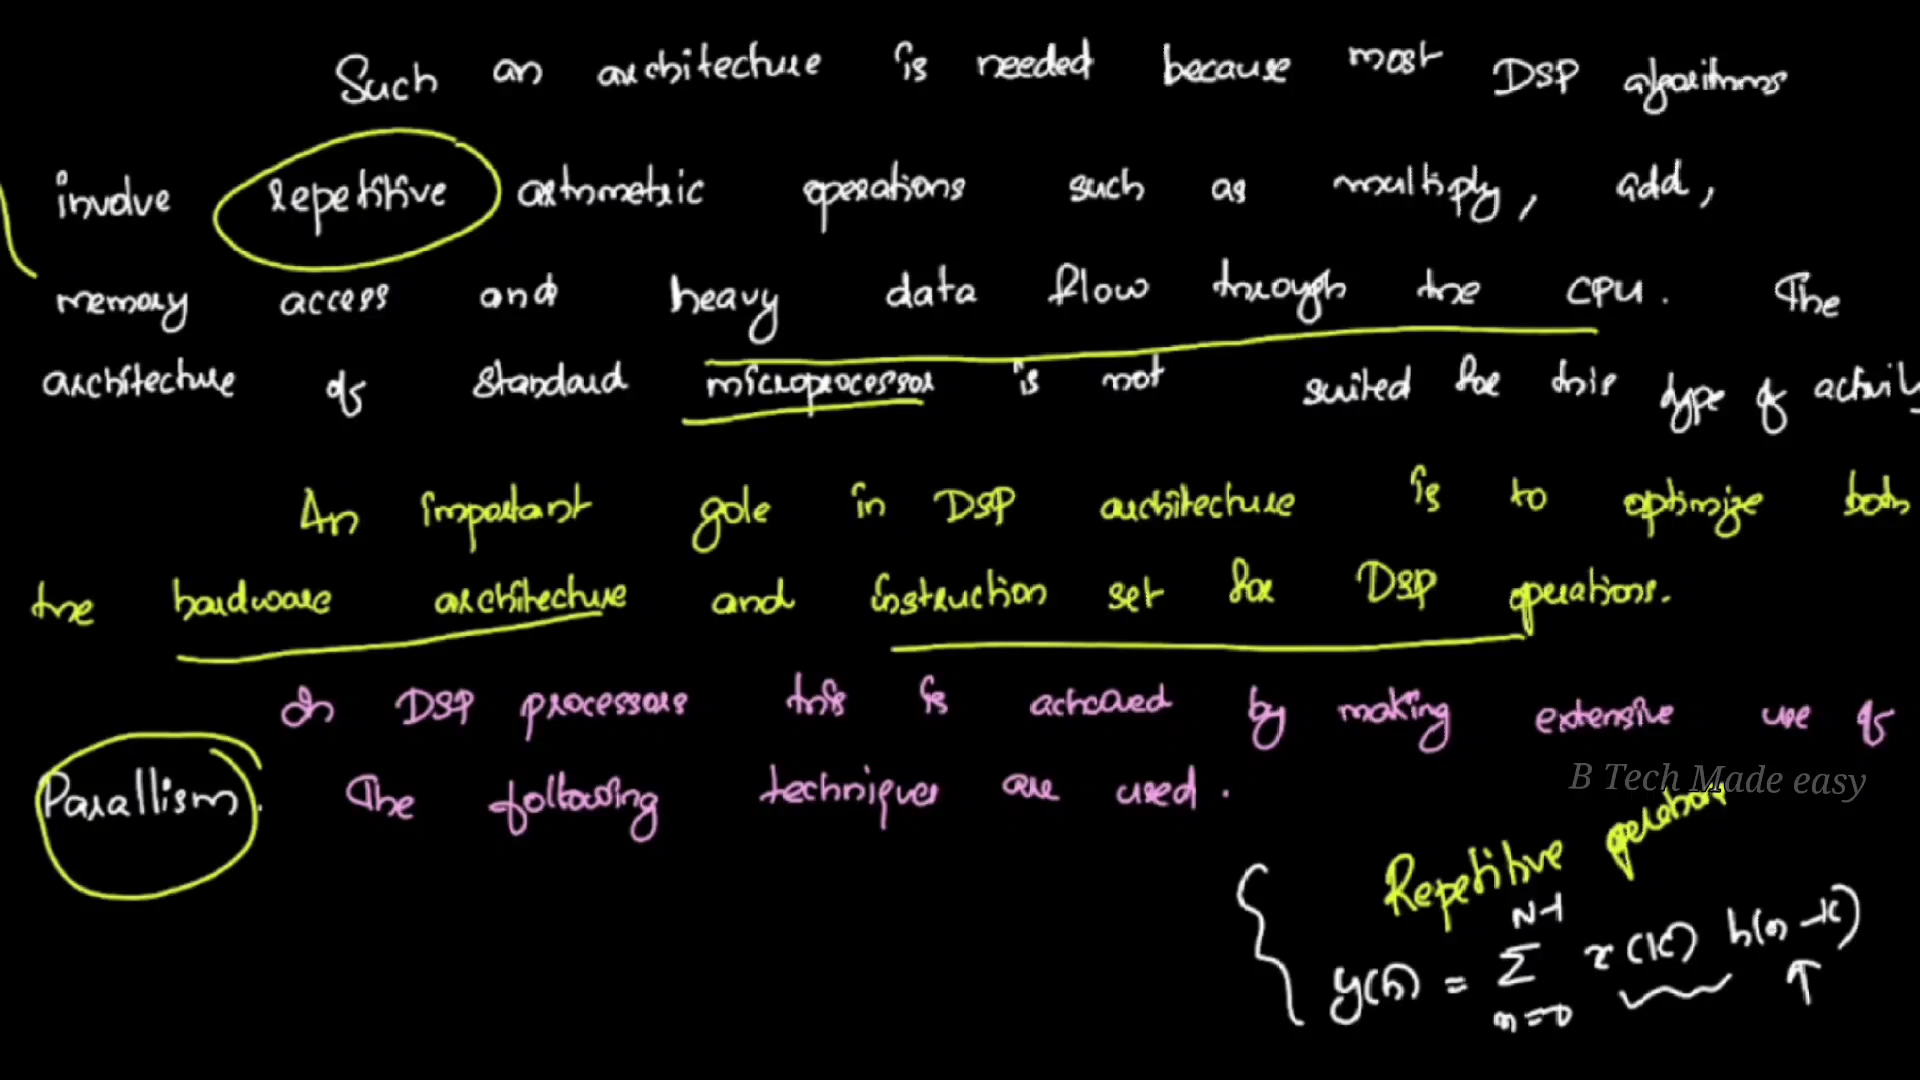 Such an architecture is needed because most DSP algorithms
involve repetitive arthmetric operations such as multiply, add,
memory access and heavy data flow through the CPU. The
architecture of standard microprocessor is not suited for this type of activity
An important gole in DSP architecture is to optimize both
the hardware architecture and instruction set for DSP operations.
In DSP processors this is by making extensive use of
Parallism. The following techniques are used.
B Tech Made easy
Repetitive operations
y(n) = N-1 Σ n=0 x(k) h(n-k)